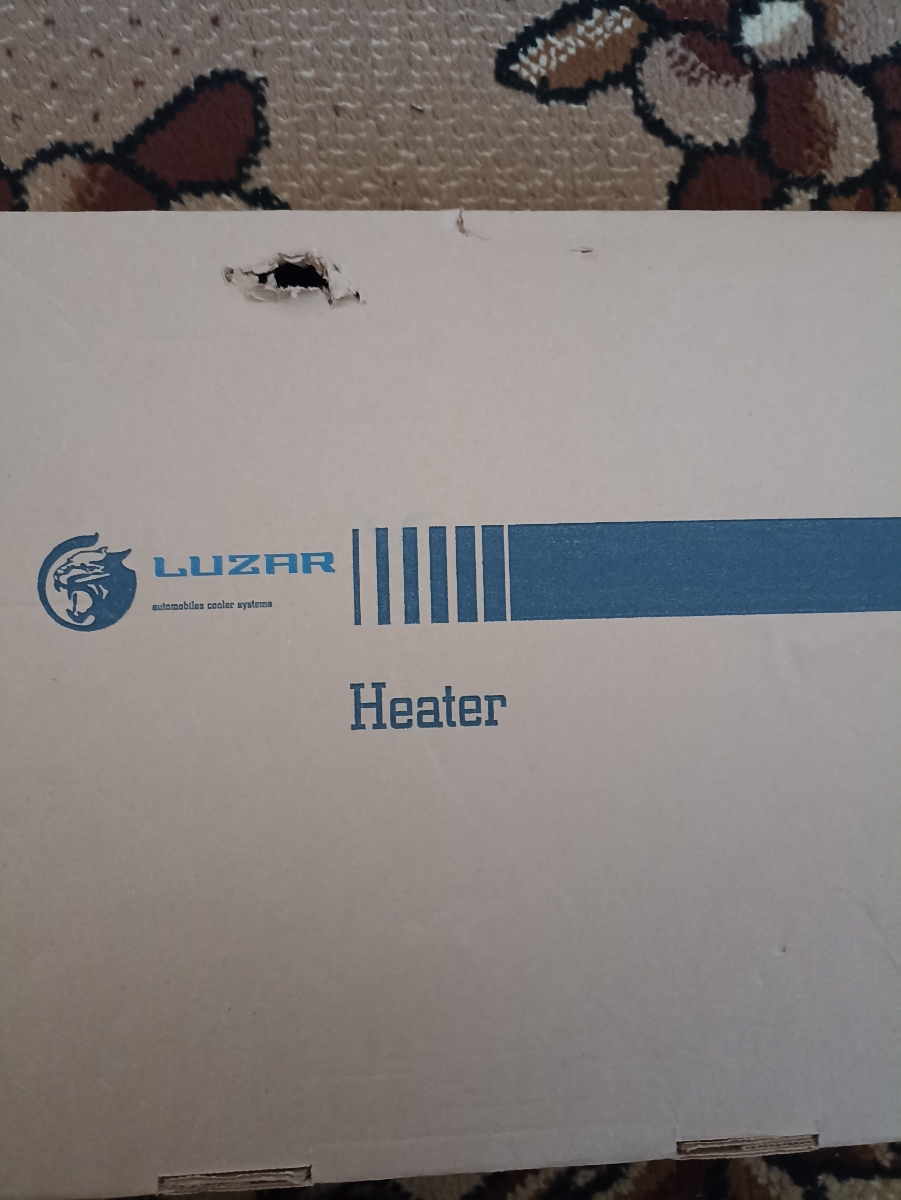 LUZAR
automobiles cooler systems
Heater